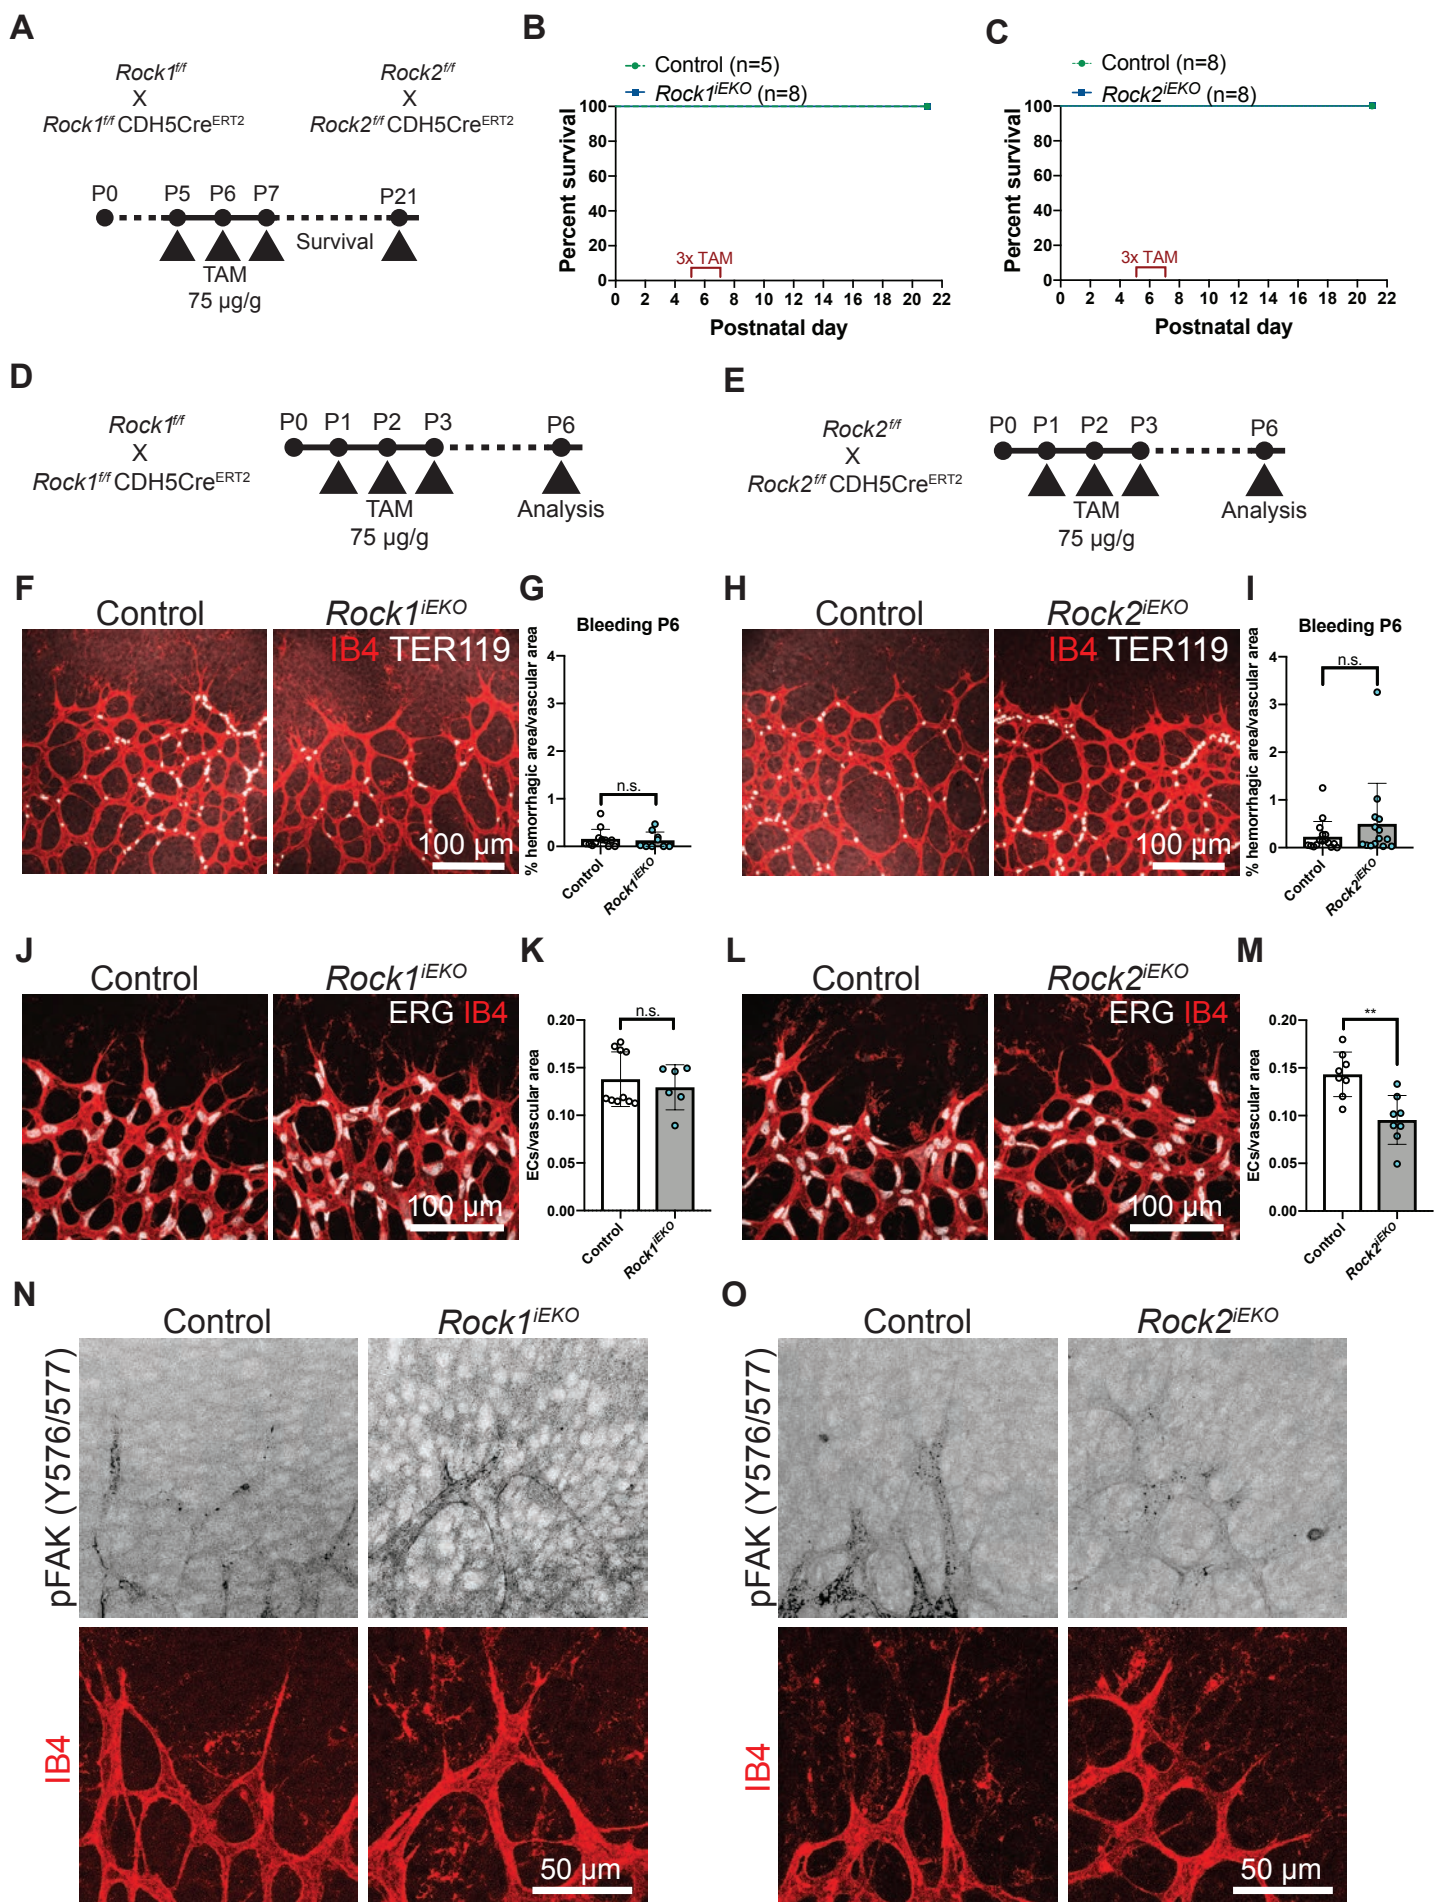 A
Rock1f/f
X
Rock1f/f CDH5CreERT2
Rock2f/f
X
Rock2f/f CDH5CreERT2
P0 P5 P6 P7 P21
Survival
TAM
75 µg/g
B
Control (n=5)
Rock1iEKO (n=8)
Percent survival
100
80
60
40
20
0
3x TAM
0 2 4 6 8 10 12 14 16 18 20 22
Postnatal day
C
Control (n=8)
Rock2iEKO (n=8)
Percent survival
100
80
60
40
20
0
3x TAM
0 2 4 6 8 10 12 14 16 18 20 22
Postnatal day
D
Rock1f/f
X
Rock1f/f CDH5CreERT2
P0 P1 P2 P3 P6
TAM
75 µg/g
Analysis
E
Rock2f/f
X
Rock2f/f CDH5CreERT2
P0 P1 P2 P3 P6
TAM
75 µg/g
Analysis
F
Control Rock1iEKO
IB4 TER119
100 µm
G
Bleeding P6
% hemorrhagic area/vascular area
4
3
2
1
0
n.s.
Control
Rock1iEKO
H
Control Rock2iEKO
IB4 TER119
100 µm
I
Bleeding P6
% hemorrhagic area/vascular area
4
3
2
1
0
n.s.
Control
Rock2iEKO
J
Control Rock1iEKO
ERG IB4
100 µm
K
ECs/vascular area
0.20
0.15
0.10
0.05
0.00
n.s.
Control
Rock1iEKO
L
Control Rock2iEKO
ERG IB4
100 µm
M
ECs/vascular area
0.20
0.15
0.10
0.05
0.00
**
Control
Rock2iEKO
N
Control Rock1iEKO
pFAK (Y576/577)
IB4
50 µm
O
Control Rock2iEKO
pFAK (Y576/577)
IB4
50 µm